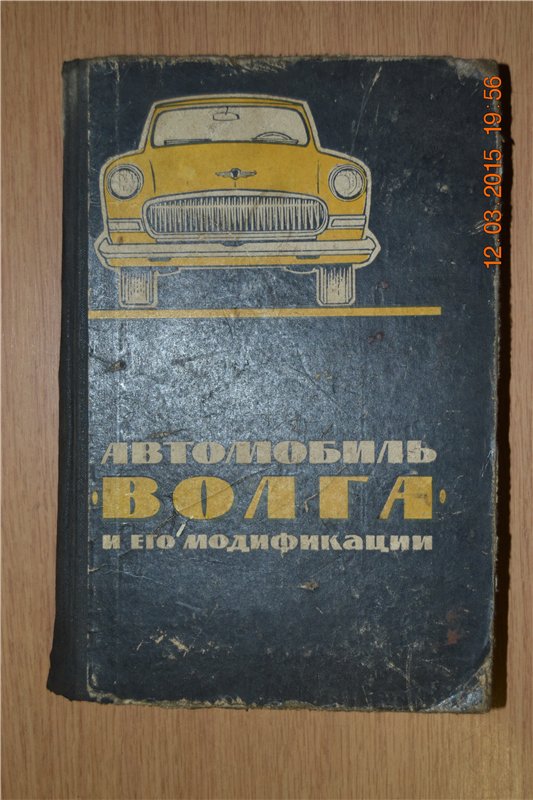 АВТОМОБИЛЬ
«ВОЛГА»
И ЕГО МОДИФИКАЦИИ
12.03.2015 19:56